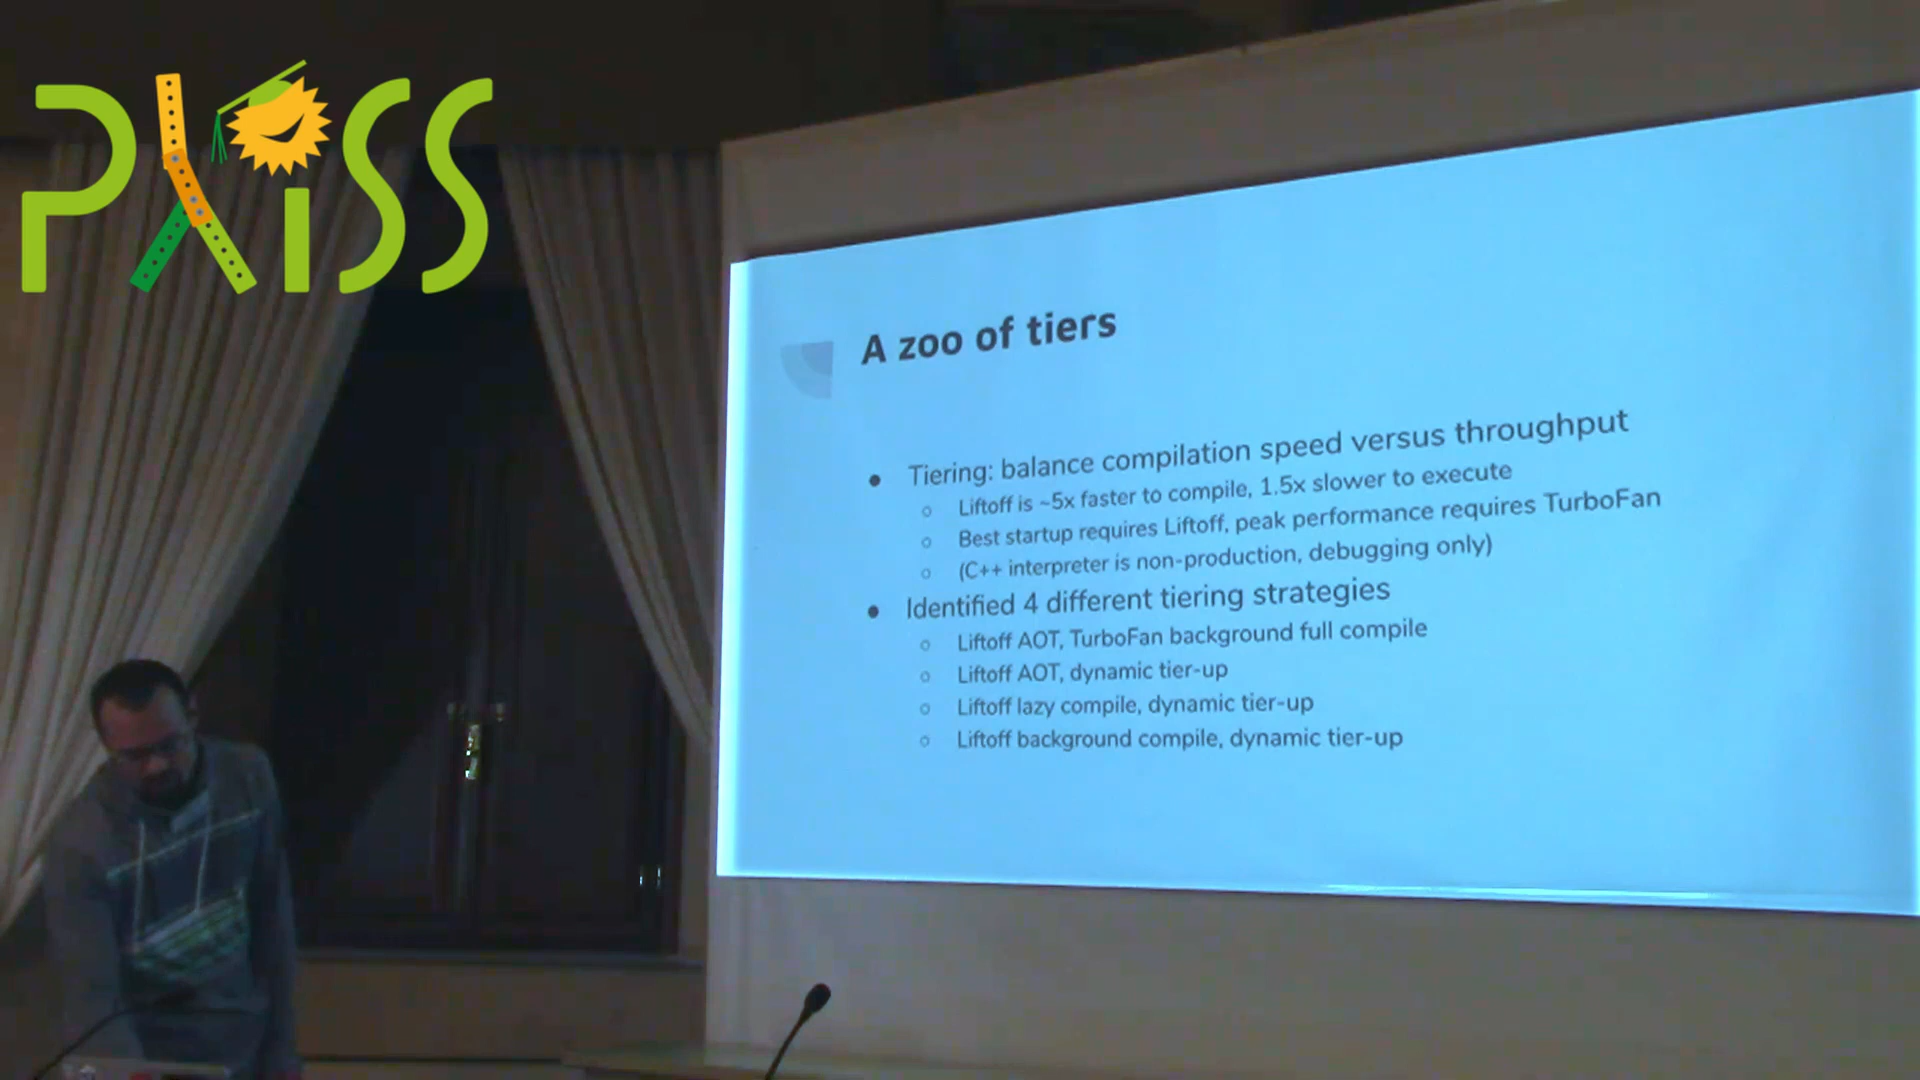 PLISS
A zoo of tiers
● Tiering: balance compilation speed versus throughput
○ Liftoff is ~5x faster to compile, 1.5x slower to execute
○ Best startup requires Liftoff, peak performance requires TurboFan
○ (C++ interpreter is non-production, debugging only)
● Identified 4 different tiering strategies
○ Liftoff AOT, TurboFan background full compile
○ Liftoff AOT, dynamic tier-up
○ Liftoff lazy compile, dynamic tier-up
○ Liftoff background compile, dynamic tier-up